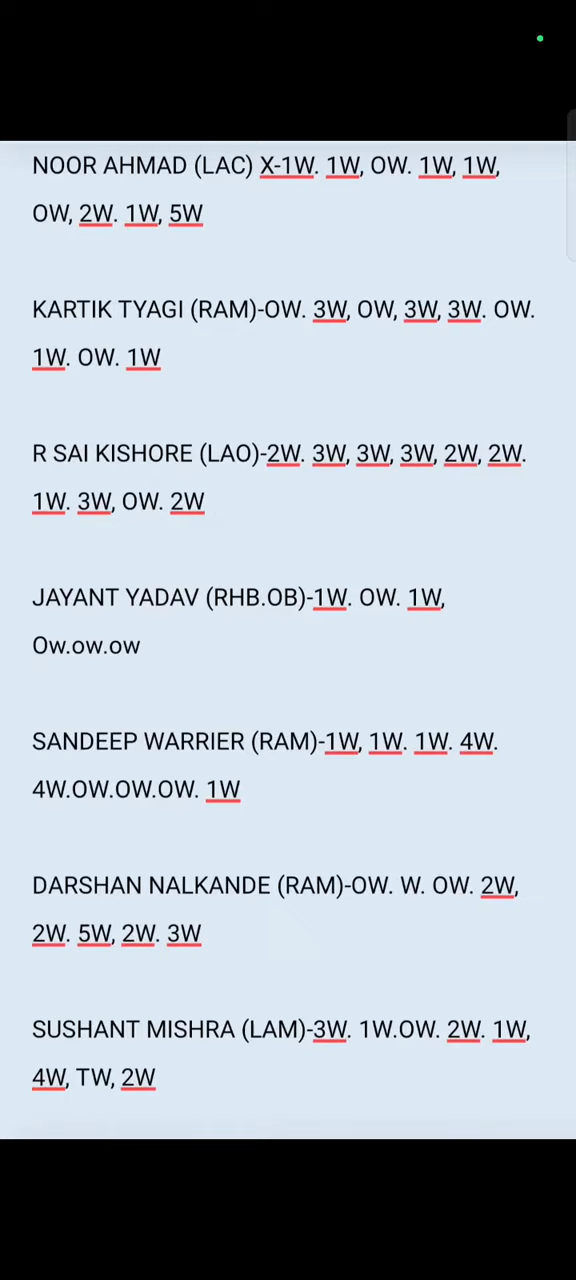 NOOR AHMAD (LAC) X-1W. 1W, OW. 1W, 1W,
OW, 2W. 1W, 5W
KARTIK TYAGI (RAM)-OW. 3W, OW, 3W, 3W. OW.
1W. OW. 1W
R SAI KISHORE (LAO)-2W. 3W, 3W, 3W, 2W, 2W.
1W. 3W, OW. 2W
JAYANT YADAV (RHB.OB)-1W. OW. 1W,
Ow.ow.ow
SANDEEP WARRIER (RAM)-1W, 1W. 1W. 4W.
4W.OW.OW.OW. 1W
DARSHAN NALKANDE (RAM)-OW. W. OW. 2W,
2W. 5W, 2W. 3W
SUSHANT MISHRA (LAM)-3W. 1W.OW. 2W. 1W,
4W, TW, 2W